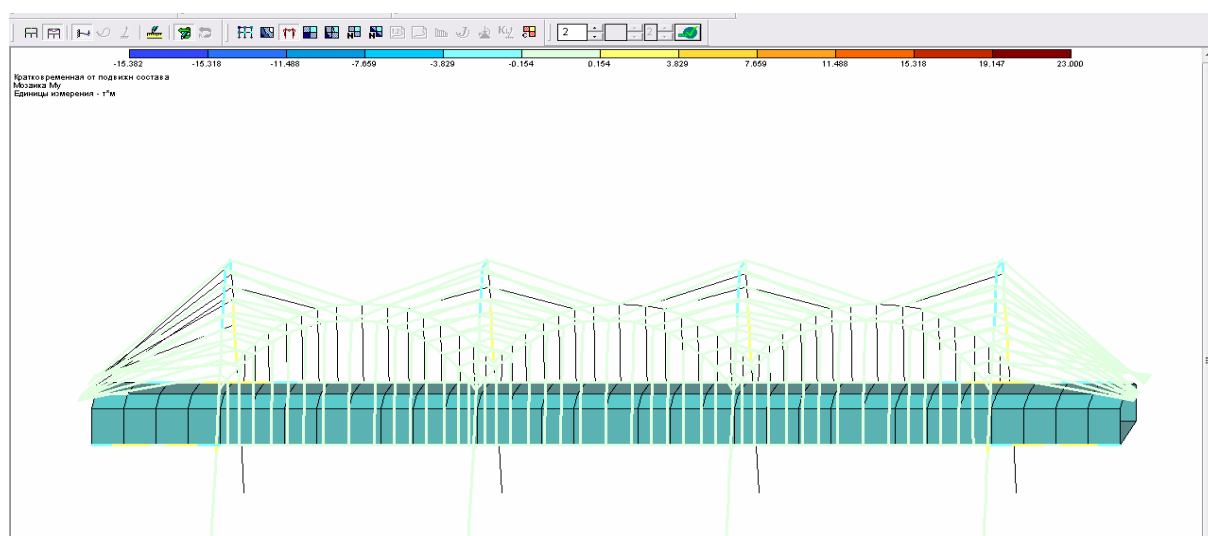 2 2
-15.382 -15.318 -11.488 -7.659 -3.829 -0.154 0.154 3.829 7.659 11.488 15.318 19.147 23.000
Кратковременная от подвижн состава
Мозаика My
Единицы измерения - т*м